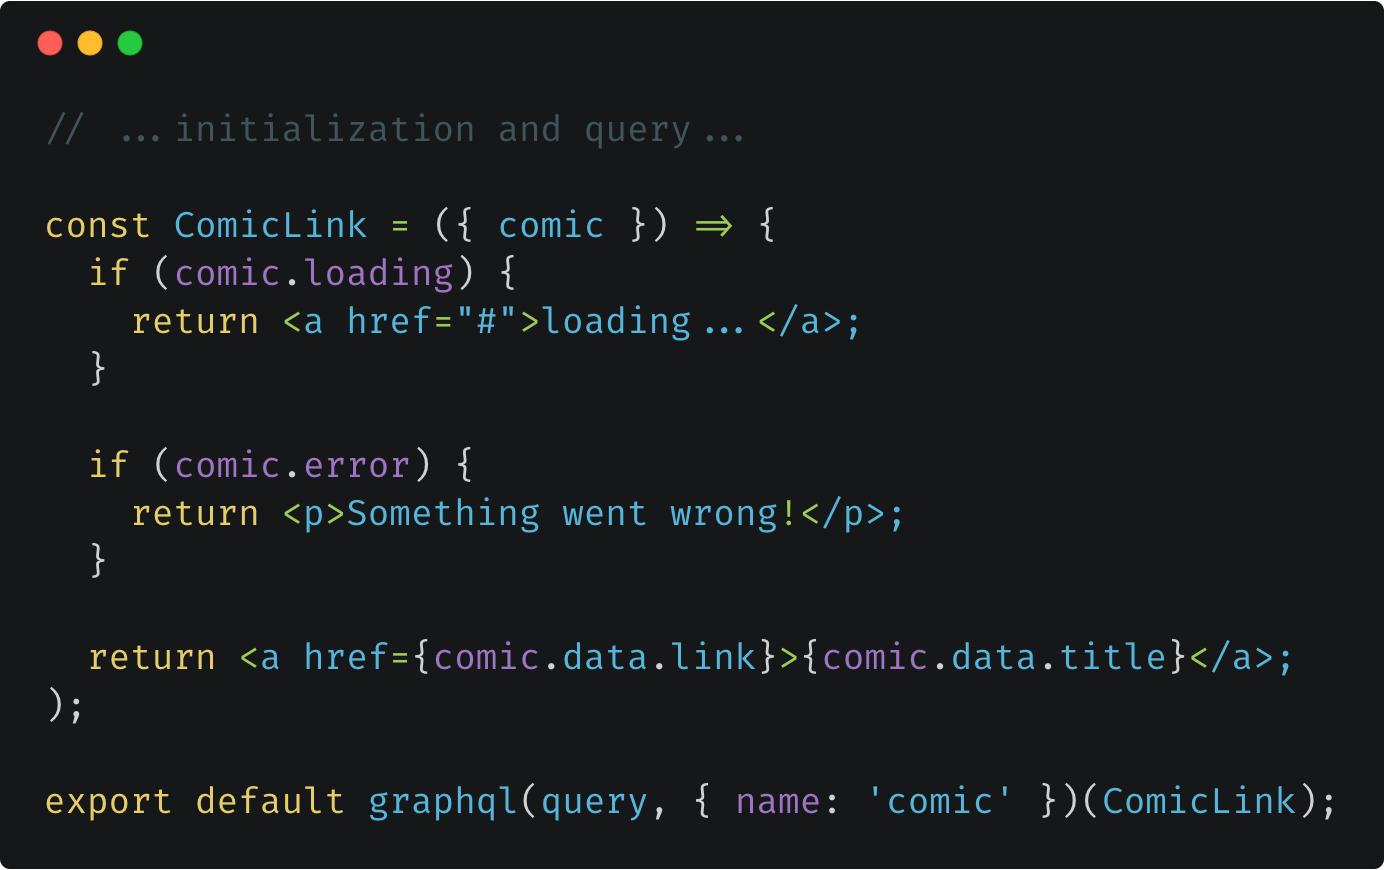 // ...initialization and query...
const ComicLink = ({ comic }) => {
if (comic.loading) {
return <a href="#">loading...</a>;
}
if (comic.error) {
return <p>Something went wrong!</p>;
}
return <a href={comic.data.link}>{comic.data.title}</a>;
);
export default graphql(query, { name: 'comic' })(ComicLink);